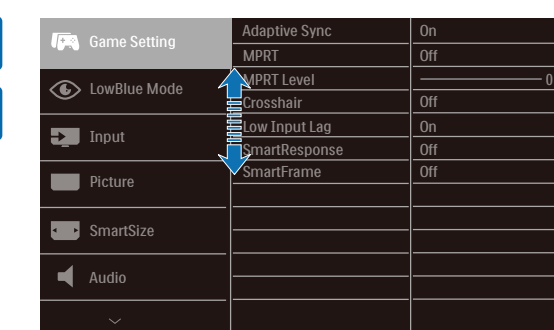 Game Setting
LowBlue Mode
Input
Picture
SmartSize
Audio
Adaptive Sync On
MPRT Off
MPRT Level 0
Crosshair Off
Low Input Lag On
SmartResponse Off
SmartFrame Off